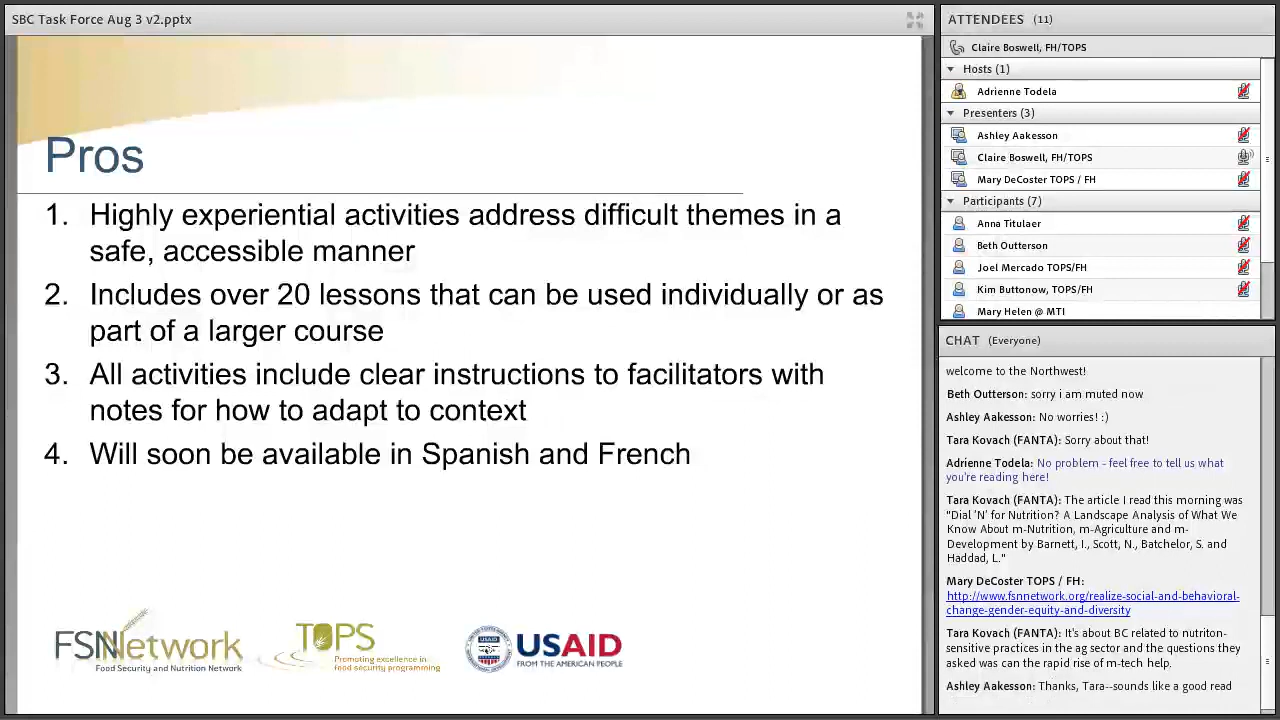 SBC Task Force Aug 3 v2.pptx
Pros
1. Highly experiential activities address difficult themes in a
safe, accessible manner
2. Includes over 20 lessons that can be used individually or as
part of a larger course
3. All activities include clear instructions to facilitators with
notes for how to adapt to context
4. Will soon be available in Spanish and French
FSN Network
Food Security and Nutrition Network
TOPS
Promoting excellence in
food security programming
USAID
FROM THE AMERICAN PEOPLE
ATTENDEES (11)
Claire Boswell, FH/TOPS
Hosts (1)
Adrienne Todela
Presenters (3)
Ashley Aakesson
Claire Boswell, FH/TOPS
Mary DeCoster TOPS / FH
Participants (7)
Anna Titulaer
Beth Outterson
Joel Mercado TOPS/FH
Kim Buttonow, TOPS/FH
Mary Helen @ MTI
CHAT (Everyone)
welcome to the Northwest!
Beth Outterson: sorry i am muted now
Ashley Aakesson: No worries! :)
Tara Kovach (FANTA): Sorry about that!
Adrienne Todela: No problem - feel free to tell us what
you're reading here!
Tara Kovach (FANTA): The article I read this morning was
"Dial 'N' for Nutrition? A Landscape Analysis of What We
Know About m-Nutrition, m-Agriculture and m-
Development by Barnett, I., Scott, N., Batchelor, S. and
Haddad, L."
Mary DeCoster TOPS / FH:
http://www.fsnnetwork.org/realize-social-and-behavioral-
change-gender-equity-and-diversity
Tara Kovach (FANTA): It's about BC related to nutrition-
sensitive practices in the ag sector and the questions they
asked was can the rapid rise of m-tech help.
Ashley Aakesson: Thanks, Tara--sounds like a good read